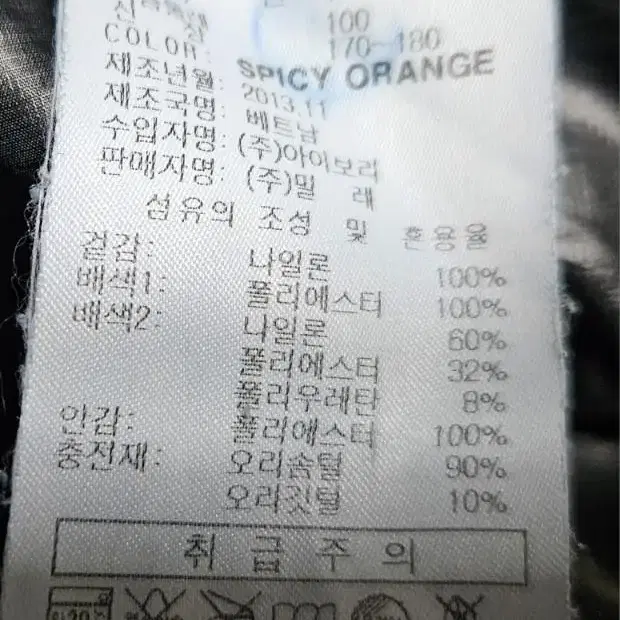 100
신장 170~180
COLOR: SPICY ORANGE
제조년월: 2013.11
제조국명: 베트남
수입자명: (주)아이보리
판매자명: (주)밀 레
섬유의 조성 및 혼용율
겉감: 나일론 100%
배색1: 폴리에스터 100%
배색2: 나일론 60%
폴리에스터 32%
폴리우레탄 8%
안감: 폴리에스터 100%
충전재: 오리솜털 90%
오리깃털 10%
취급주의